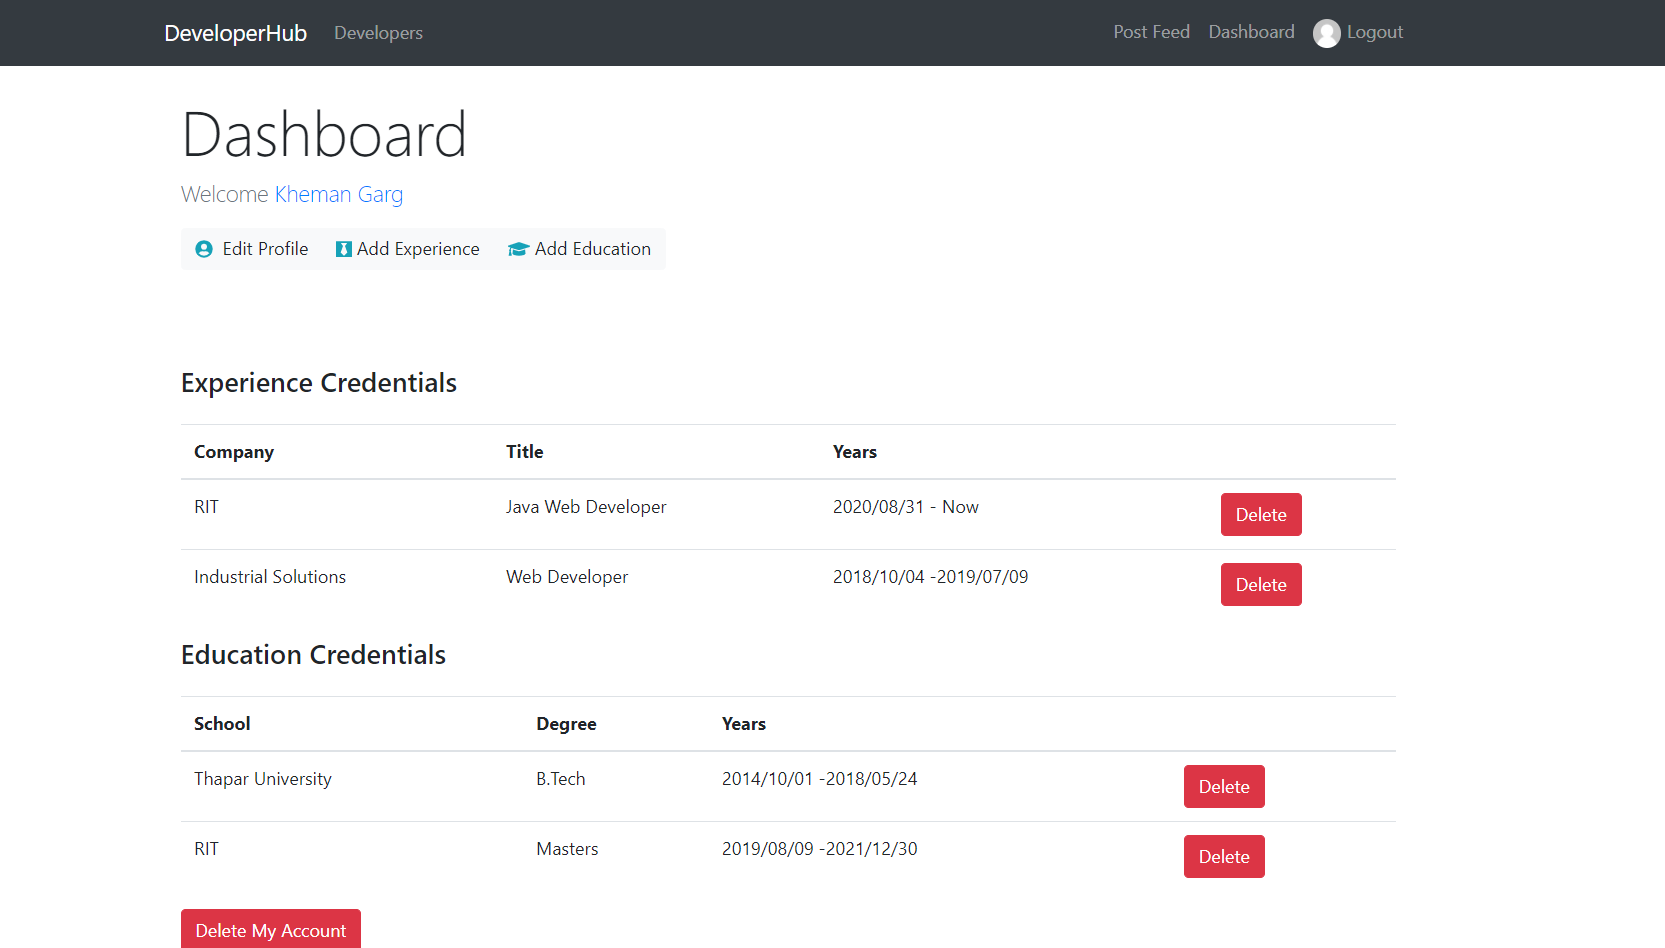 DeveloperHub Developers Post Feed Dashboard Logout
Dashboard
Welcome Kheman Garg
Edit Profile Add Experience Add Education
Experience Credentials
Company Title Years
RIT Java Web Developer 2020/08/31 - Now Delete
Industrial Solutions Web Developer 2018/10/04 -2019/07/09 Delete
Education Credentials
School Degree Years
Thapar University B.Tech 2014/10/01 -2018/05/24 Delete
RIT Masters 2019/08/09 -2021/12/30 Delete
Delete My Account